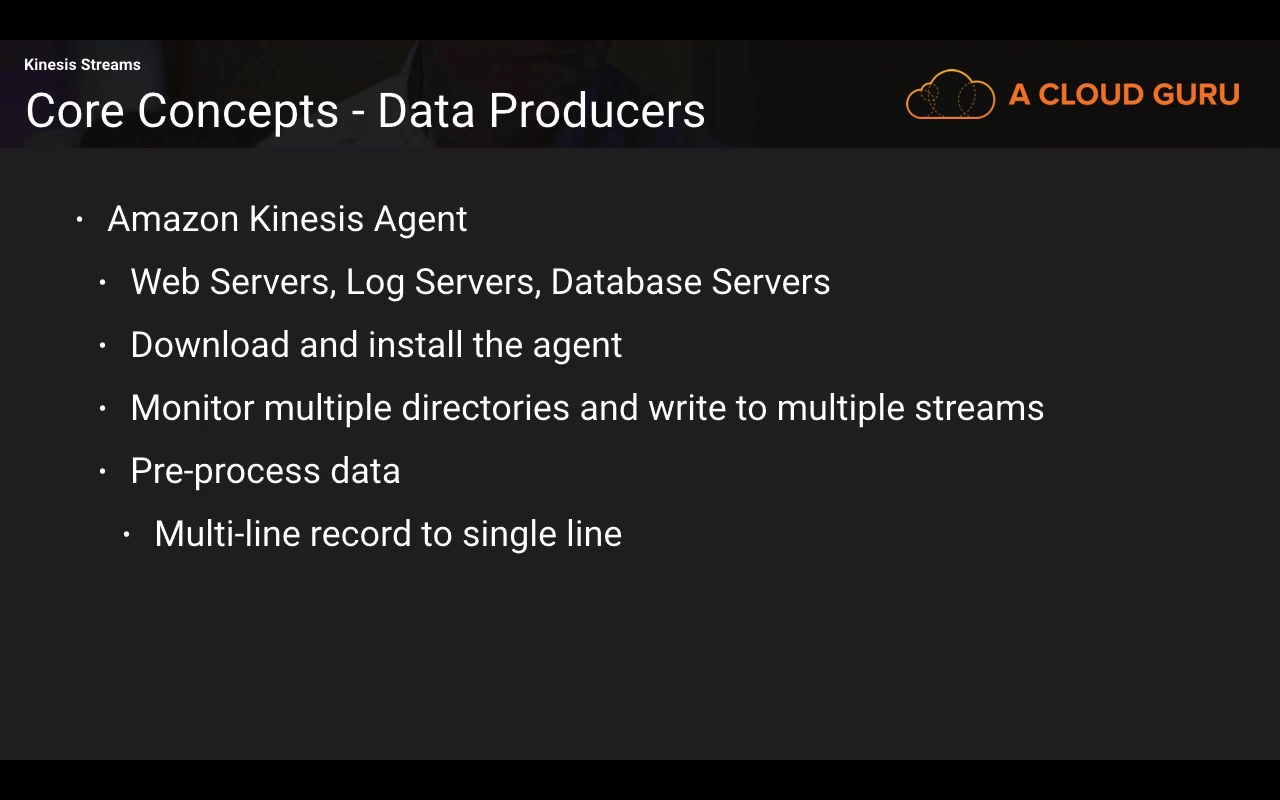 Kinesis Streams
Core Concepts - Data Producers
A CLOUD GURU
• Amazon Kinesis Agent
• Web Servers, Log Servers, Database Servers
• Download and install the agent
• Monitor multiple directories and write to multiple streams
• Pre-process data
• Multi-line record to single line